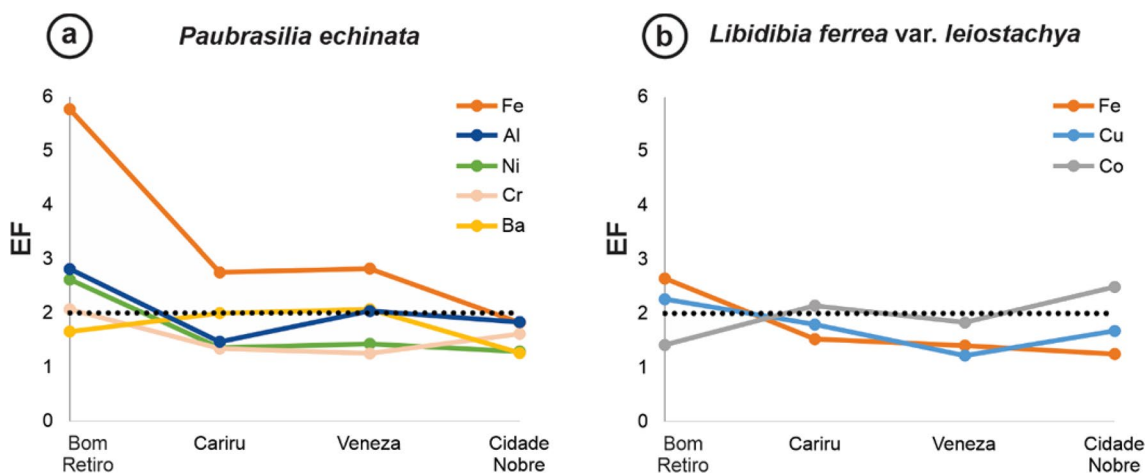 a
Paubrasilia echinata
EF
6
5
4
3
2
1
0
Fe
Al
Ni
Cr
Ba
Bom
Retiro
Cariru
Veneza
Cidade
Nobre
b
Libidibia ferrea var. leiostachya
EF
6
5
4
3
2
1
0
Fe
Cu
Co
Bom
Retiro
Cariru
Veneza
Cidade
Nobre